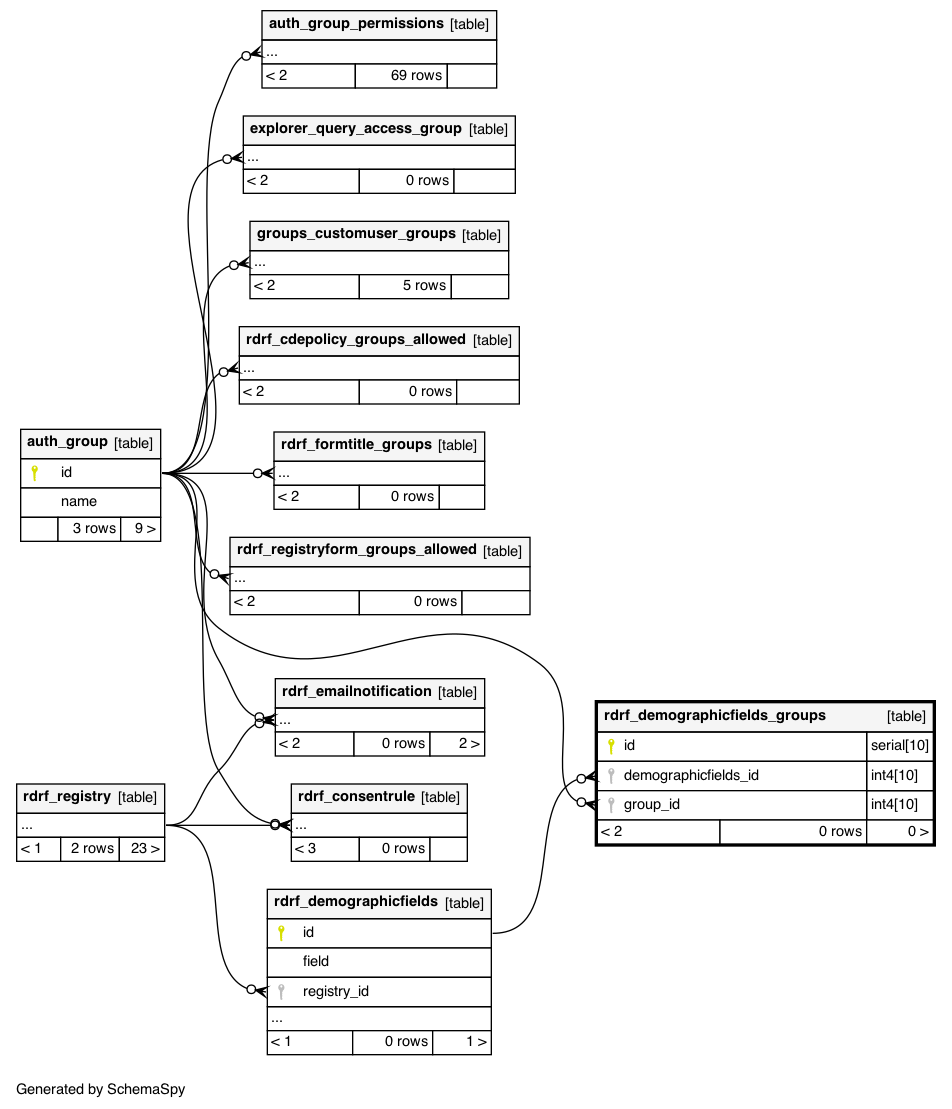 auth_group_permissions [table]
...
< 2 69 rows
explorer_query_access_group [table]
...
< 2 0 rows
groups_customuser_groups [table]
...
< 2 5 rows
rdrf_cdepolicy_groups_allowed [table]
...
< 2 0 rows
auth_group [table]
id
name
3 rows 9 >
rdrf_formtitle_groups [table]
...
< 2 0 rows
rdrf_registryform_groups_allowed [table]
...
< 2 0 rows
rdrf_emailnotification [table]
...
< 2 0 rows 2 >
rdrf_demographicfields_groups [table]
id serial[10]
demographicfields_id int4[10]
group_id int4[10]
< 2 0 rows 0 >
rdrf_registry [table]
...
< 1 2 rows 23 >
rdrf_consentrule [table]
...
< 3 0 rows
rdrf_demographicfields [table]
id
field
registry_id
...
< 1 0 rows 1 >
Generated by SchemaSpy